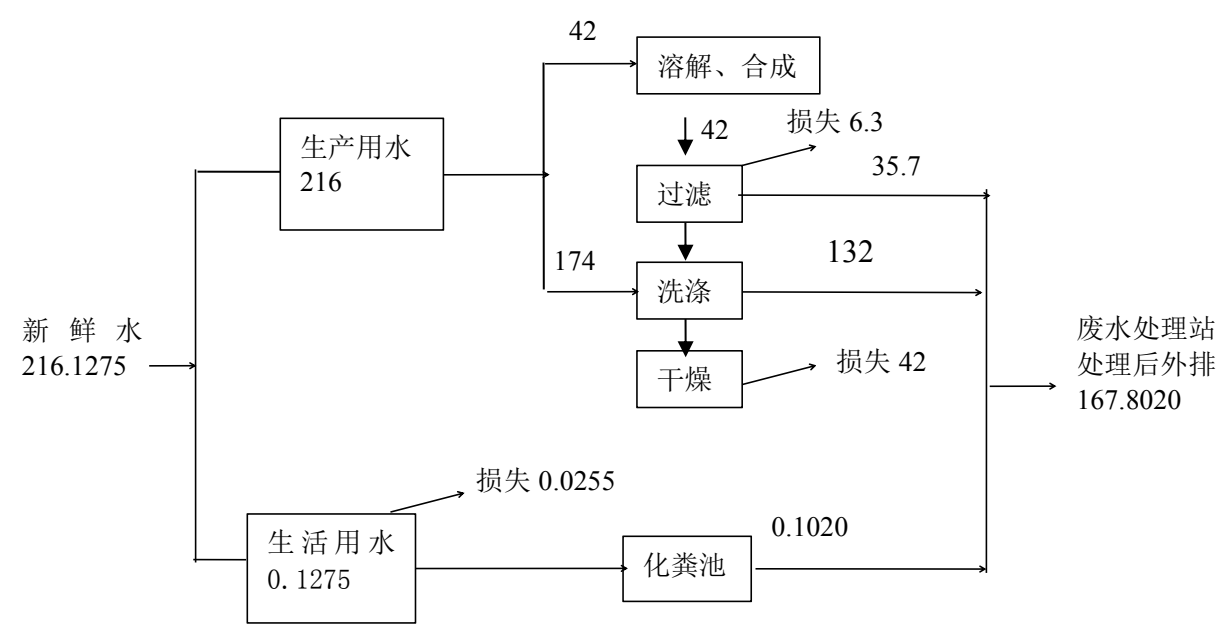 42
溶解、合成
42
损失 6.3
生产用水
216
过滤
35.7
174
洗涤
132
新 鲜 水
216.1275
干燥
损失 42
废水处理站
处理后外排
167.8020
损失 0.0255
生 活 用 水
0.1275
化粪池
0.1020